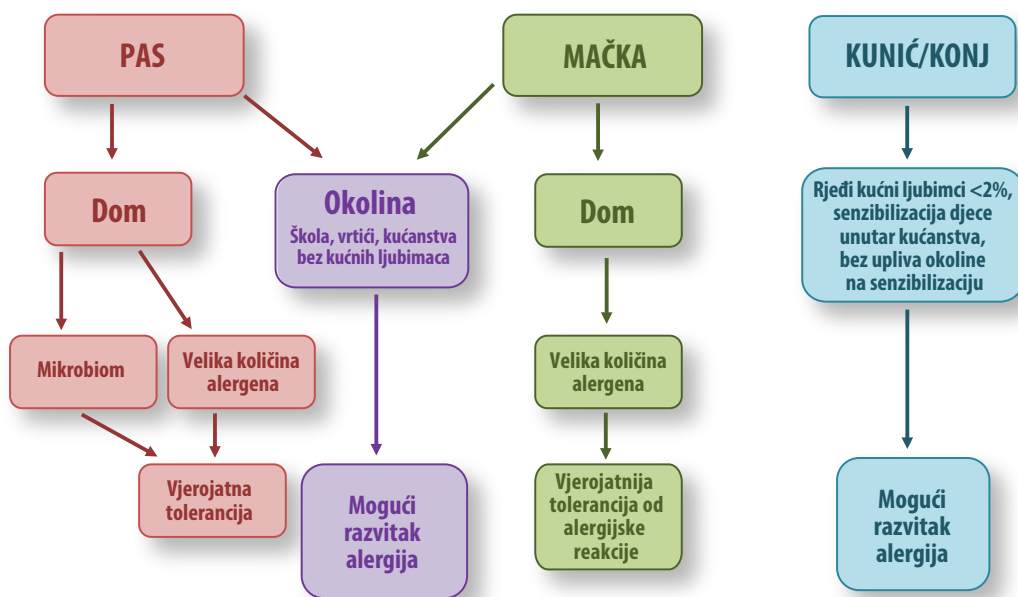 PAS
MAČKA
KUNIĆ/KONJ
Dom
Okolina
Škola, vrtići, kućanstva
bez kućnih ljubimaca
Dom
Rjeđi kućni ljubimci <2%,
senzibilizacija djece
unutar kućanstva,
bez upliva okoline
na senzibilizaciju
Mikrobiom
Velika količina
alergena
Velika količina
alergena
Vjerojatna
tolerancija
Mogući
razvitak
alergija
Vjerojatnija
tolerancija od
alergijske
reakcije
Mogući
razvitak
alergija